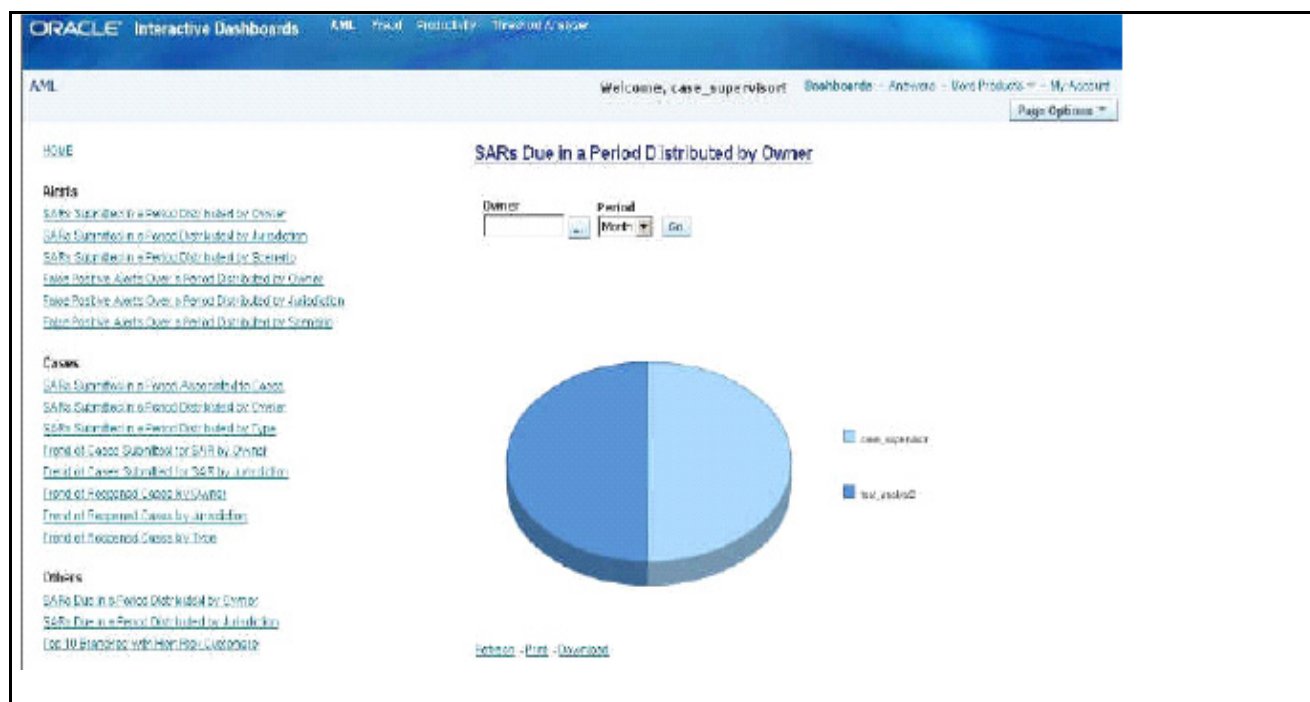 ORACLE Interactive Dashboards AML Fraud Productivity Threshold Analyzer
AML
Welcome, case_supervisor! Dashboards - Answers - More Products - My Account
Page Options
HOME
SARs Due in a Period Distributed by Owner
Owner Period
... Month Go
Alerts
SARs Submitted in a Period Distributed by Owner
SARs Submitted in a Period Distributed by Jurisdiction
SARs Submitted in a Period Distributed by Scenario
False Positive Alerts Over a Period Distributed by Owner
False Positive Alerts Over a Period Distributed by Jurisdiction
False Positive Alerts Over a Period Distributed by Scenario
Cases
SARs Submitted in a Period Associated to Cases
SARs Submitted in a Period Distributed by Owner
SARs Submitted in a Period Distributed by Type
Trend of Cases Submitted for SAR by Owner
Trend of Cases Submitted for SAR by Jurisdiction
Trend of Reopened Cases by Owner
Trend of Reopened Cases by Jurisdiction
Trend of Reopened Cases by Type
Others
SARs Due in a Period Distributed by Owner
SARs Due in a Period Distributed by Jurisdiction
Top 10 Branches with High Risk Customers
case_supervisor
Refresh - Print - Download